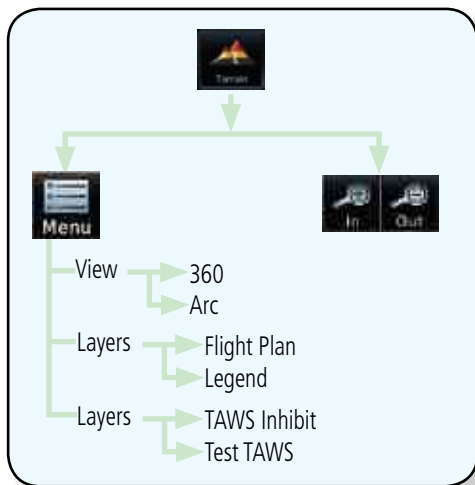 Terrain
Menu
In Out
View
360
Arc
Layers
Flight Plan
Legend
Layers
TAWS Inhibit
Test TAWS